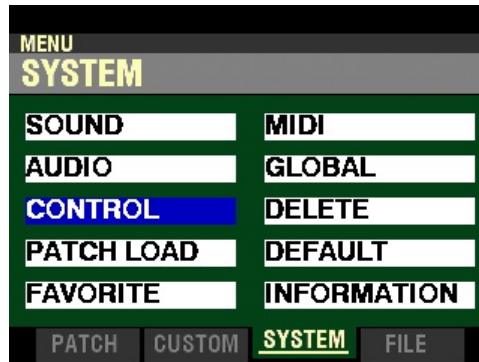 MENU
SYSTEM
SOUND
MIDI
AUDIO
GLOBAL
CONTROL
DELETE
PATCH LOAD
DEFAULT
FAVORITE
INFORMATION
PATCH CUSTOM SYSTEM FILE